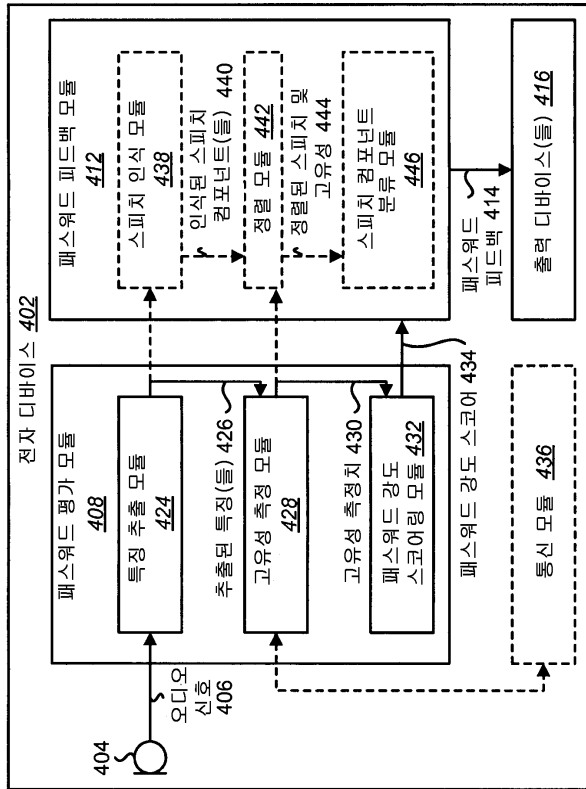 전자 디바이스 402
404
오디오
신호
406
패스워드 평가 모듈
408
특징 추출 모듈
424
추출된 특징(들) 426
고유성 측정 모듈
428
고유성 측정치 430
패스워드 강도
스코어링 모듈 432
패스워드 강도 스코어 434
통신 모듈 436
패스워드 피드백 모듈
412
스피치 인식 모듈
438
인식된 스피치
컴포넌트(들) 440
정렬 모듈 442
정렬된 스피치 및
고유성 444
스피치 컴포넌트
분류 모듈
446
패스워드
피드백 414
출력 디바이스(들) 416